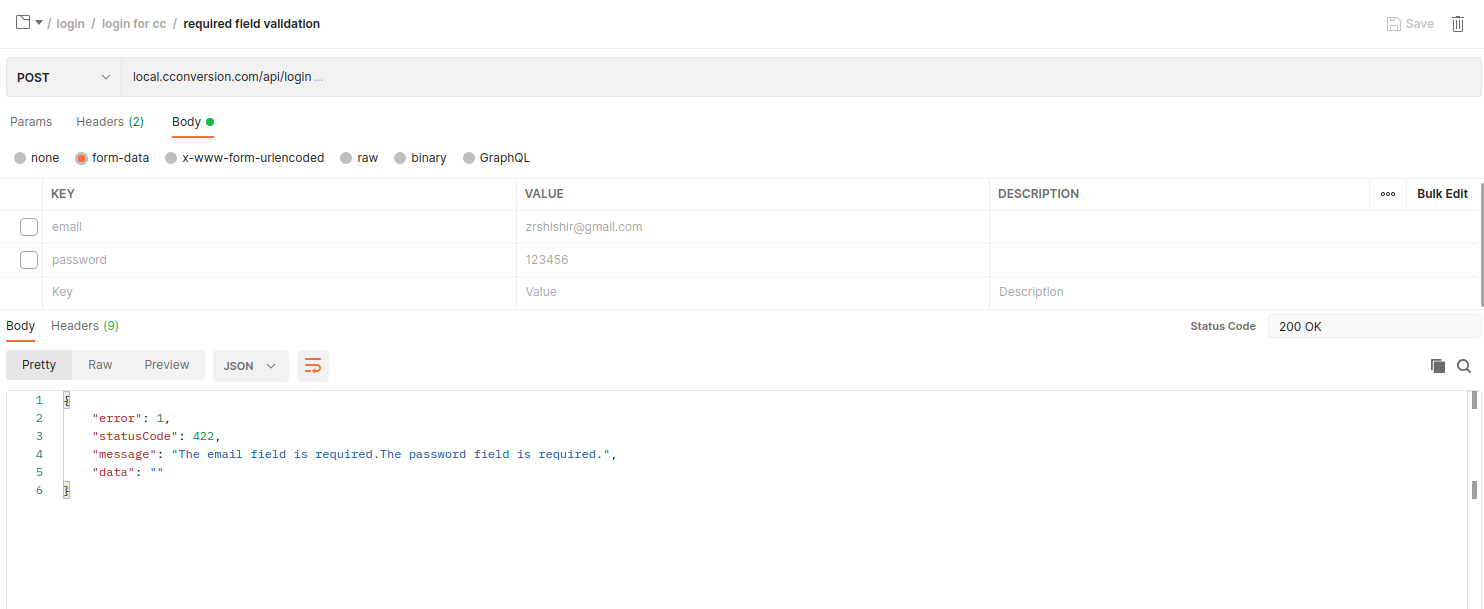 / login / login for cc / required field validation Save
POST local.cconversion.com/api/login ...
Params Headers (2) Body
none form-data x-www-form-urlencoded raw binary GraphQL
KEY VALUE DESCRIPTION ooo Bulk Edit
email zrshishir@gmail.com
password 123456
Key Value Description
Body Headers (9) Status Code 200 OK
Pretty Raw Preview JSON
1 {
2 "error": 1,
3 "statusCode": 422,
4 "message": "The email field is required.The password field is required.",
5 "data": ""
6 }